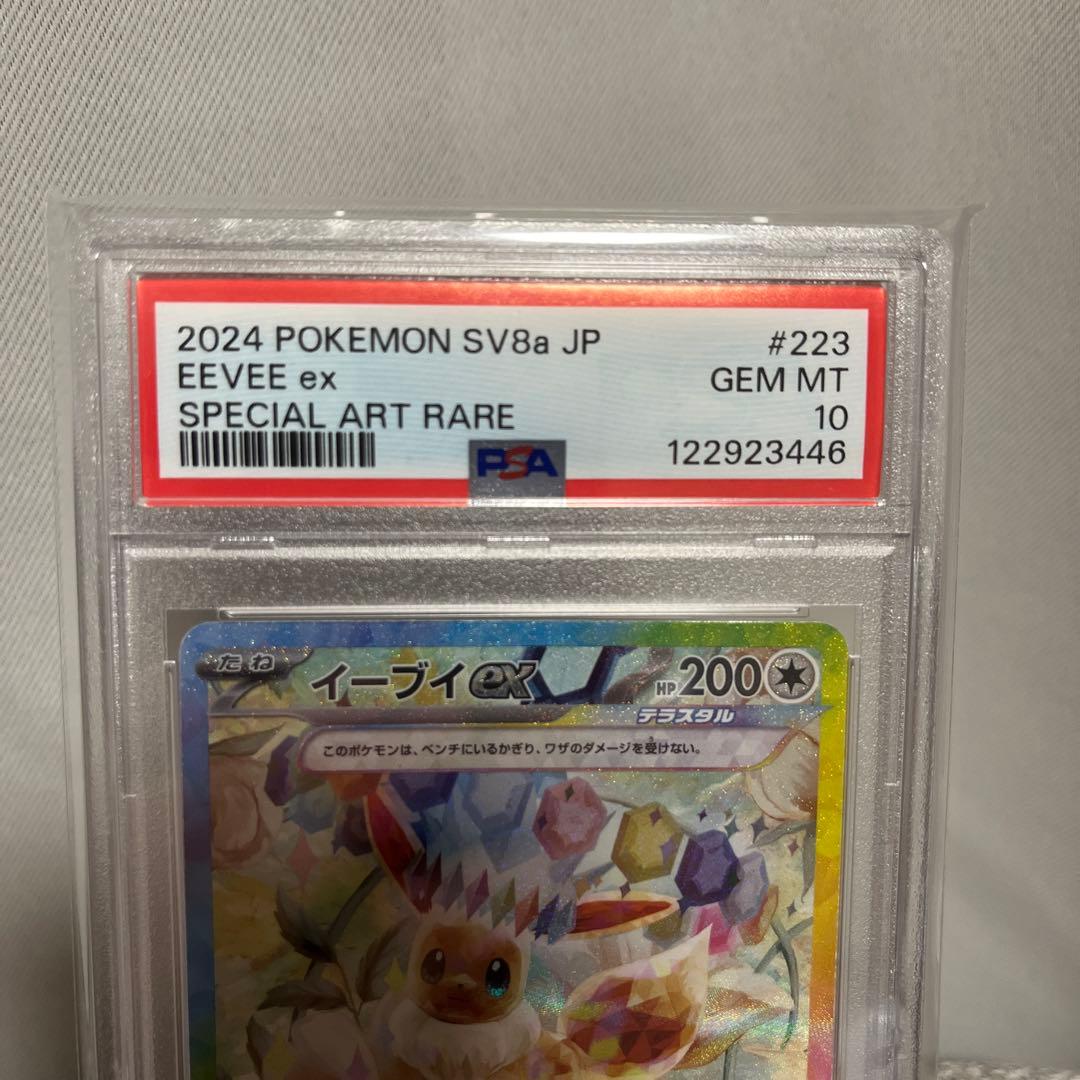 2024 POKEMON SV8a JP #223
EEVEE ex GEM MT
SPECIAL ART RARE 10
PSA 122923446
たね イーブイex HP200
テラスタル
このポケモンは、ベンチにいるかぎり、ワザのダメージを受けない。